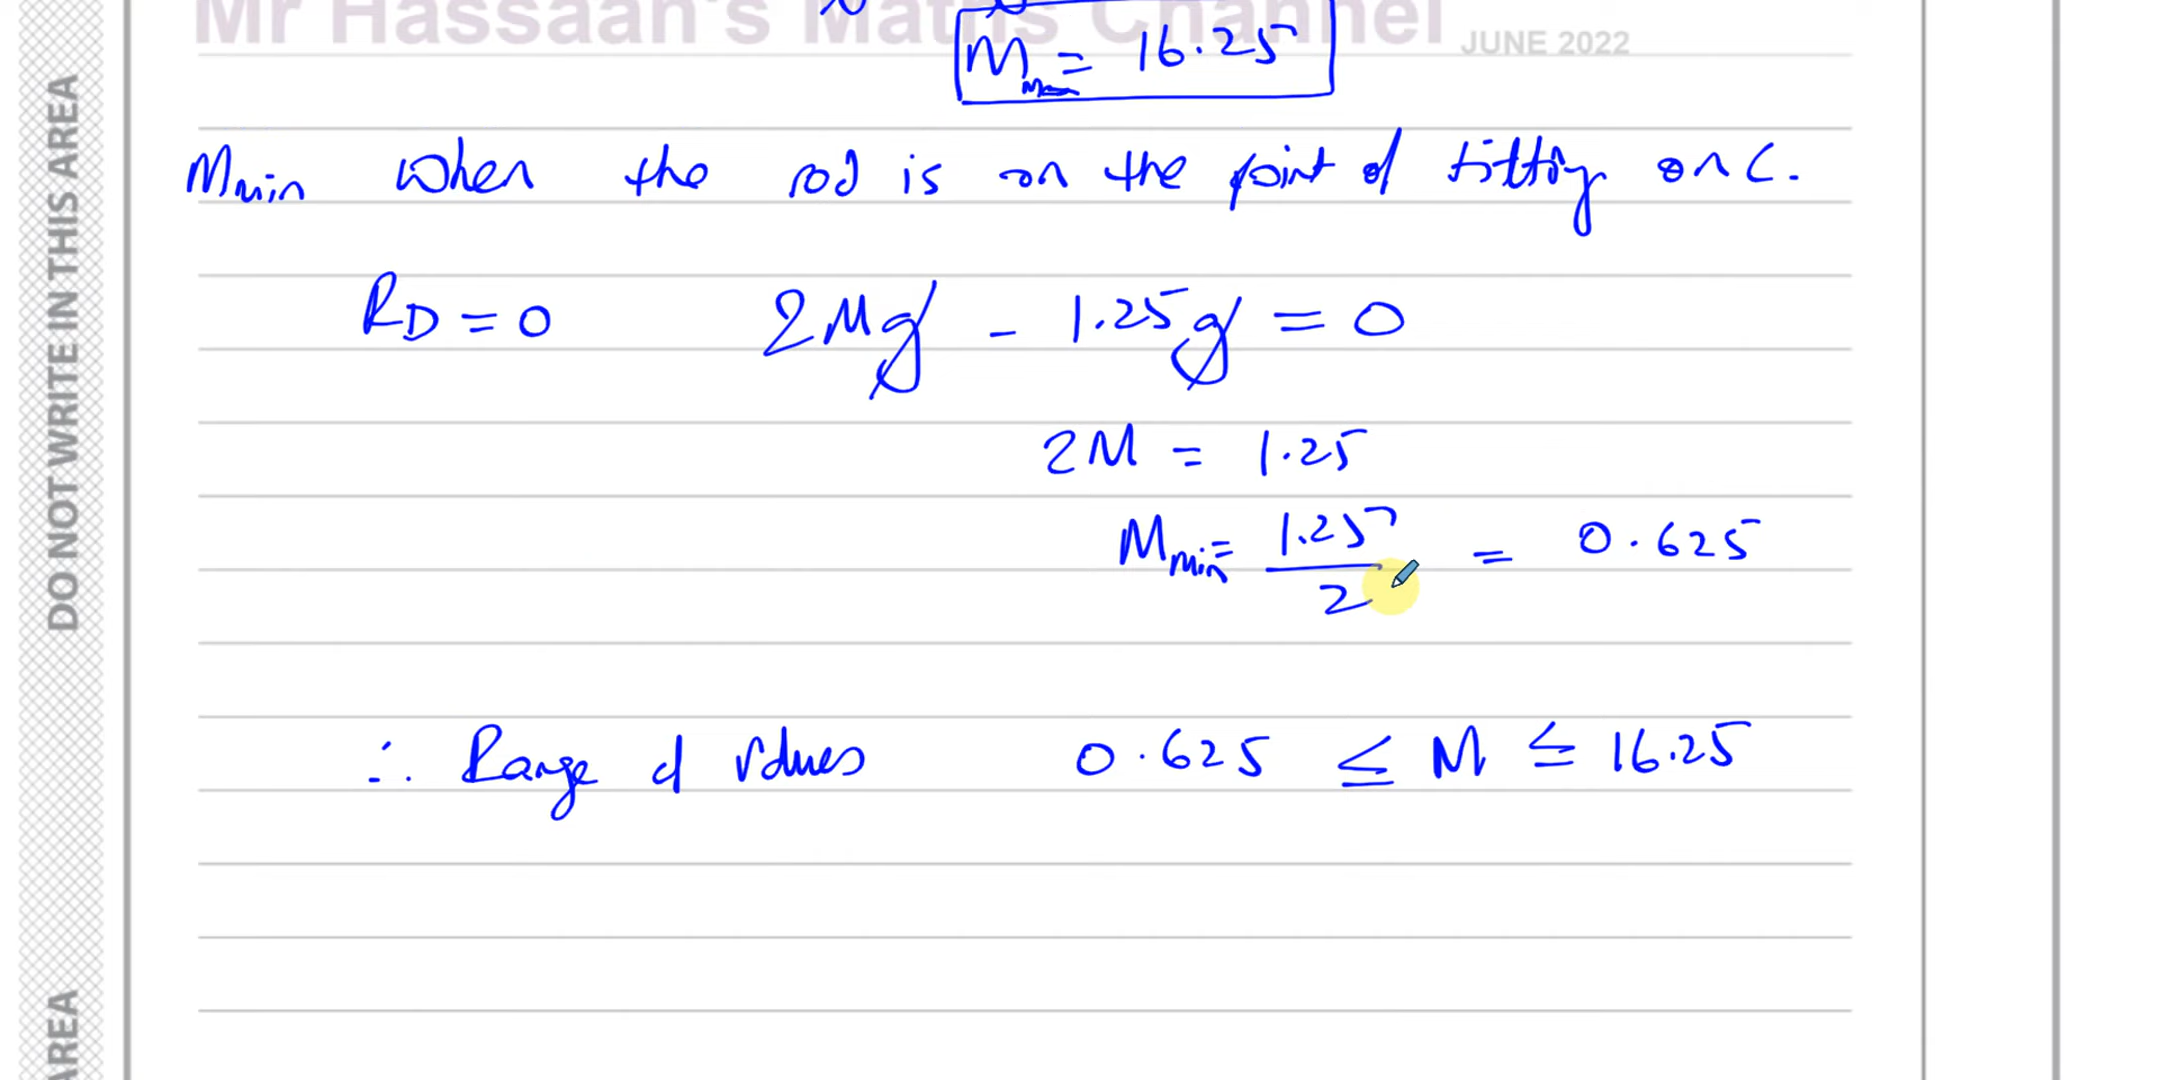 Mr Hassaan's Maths Channel
JUNE 2022
M max = 16.25
Mmin when the rod is on the point of tilting on C.
RD = 0 2Mg - 1.25g = 0
2M = 1.25
Mmin = 1.25/2 = 0.625
∴ Range of values 0.625 ≤ M ≤ 16.25
DO NOT WRITE IN THIS AREA
AREA